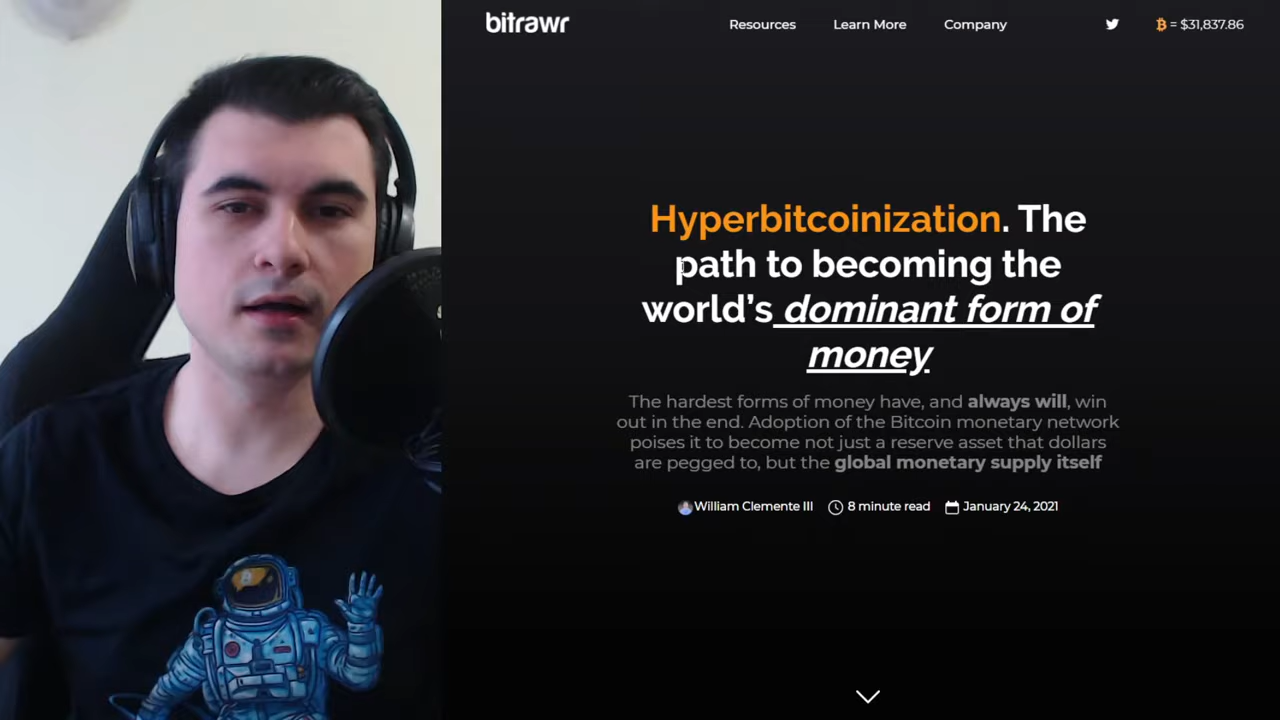 bitrawr
Resources Learn More Company = $31,837.86
Hyperbitcoinization. The
path to becoming the
world’s dominant form of
money
The hardest forms of money have, and always will, win
out in the end. Adoption of the Bitcoin monetary network
poises it to become not just a reserve asset that dollars
are pegged to, but the global monetary supply itself
William Clemente III 8 minute read January 24, 2021